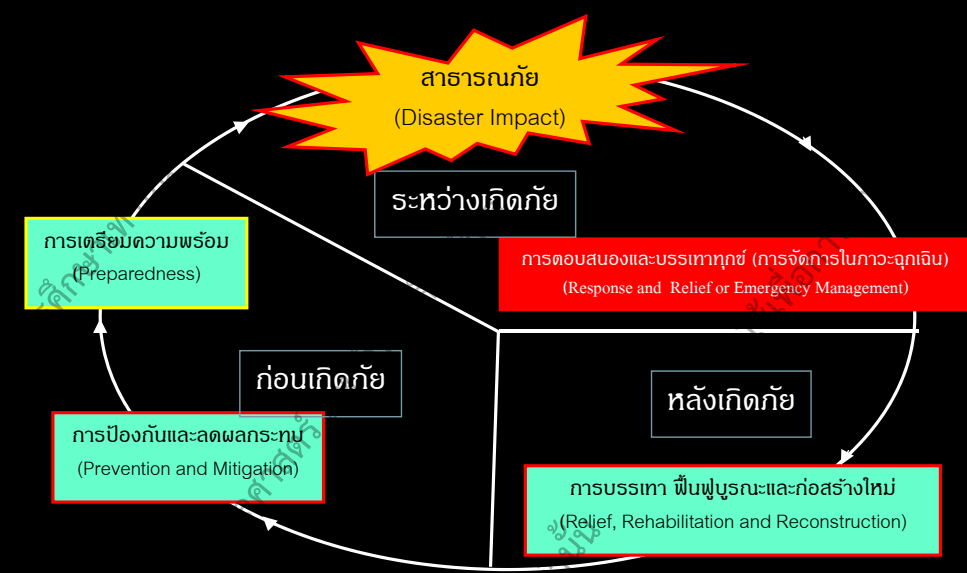 สาธารณภัย
(Disaster Impact)
ระหว่างเกิดภัย
การเตรียมความพร้อม
(Preparedness)
การตอบสนองและบรรเทาทุกข์ (การจัดการในภาวะฉุกเฉิน)
(Response and Relief or Emergency Management)
ก่อนเกิดภัย
หลังเกิดภัย
การป้องกันและลดผลกระทบ
(Prevention and Mitigation)
การบรรเทา ฟื้นฟูบูรณะและก่อสร้างใหม่
(Relief, Rehabilitation and Reconstruction)